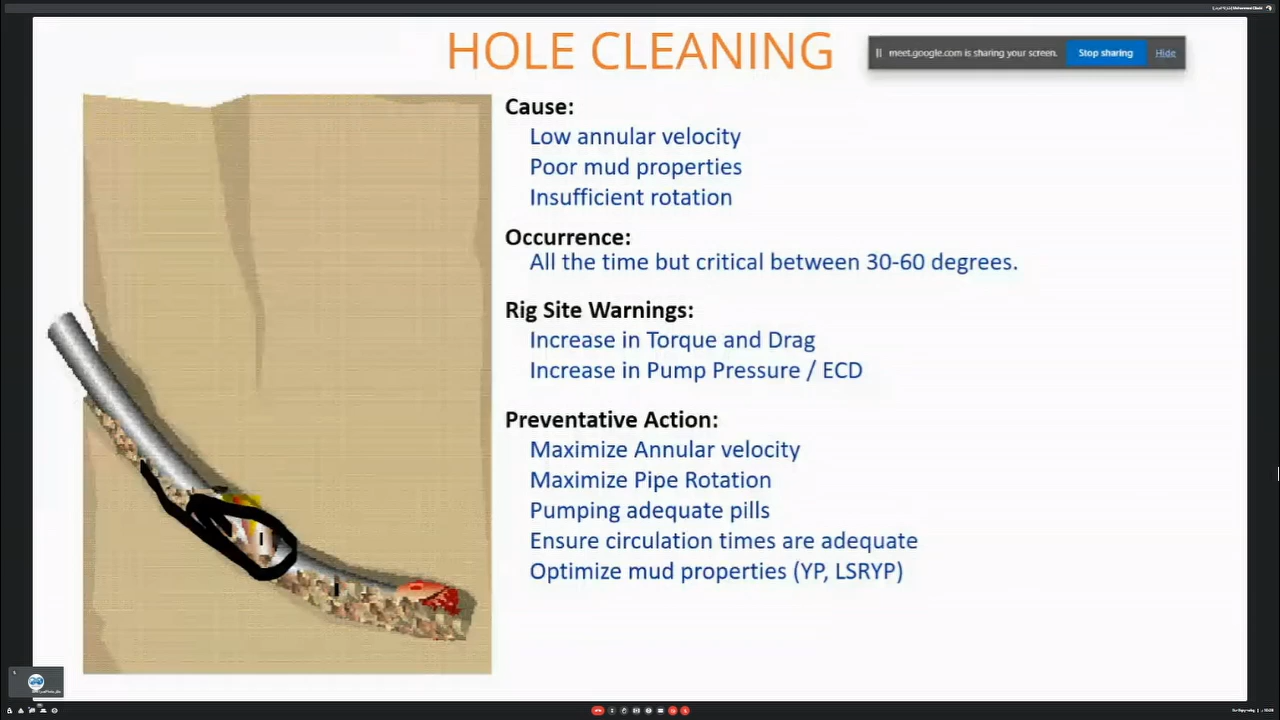 HOLE CLEANING
meet.google.com is sharing your screen.
Stop sharing
Hide
Cause:
Low annular velocity
Poor mud properties
Insufficient rotation
Occurrence:
All the time but critical between 30-60 degrees.
Rig Site Warnings:
Increase in Torque and Drag
Increase in Pump Pressure / ECD
Preventative Action:
Maximize Annular velocity
Maximize Pipe Rotation
Pumping adequate pills
Ensure circulation times are adequate
Optimize mud properties (YP, LSRYP)